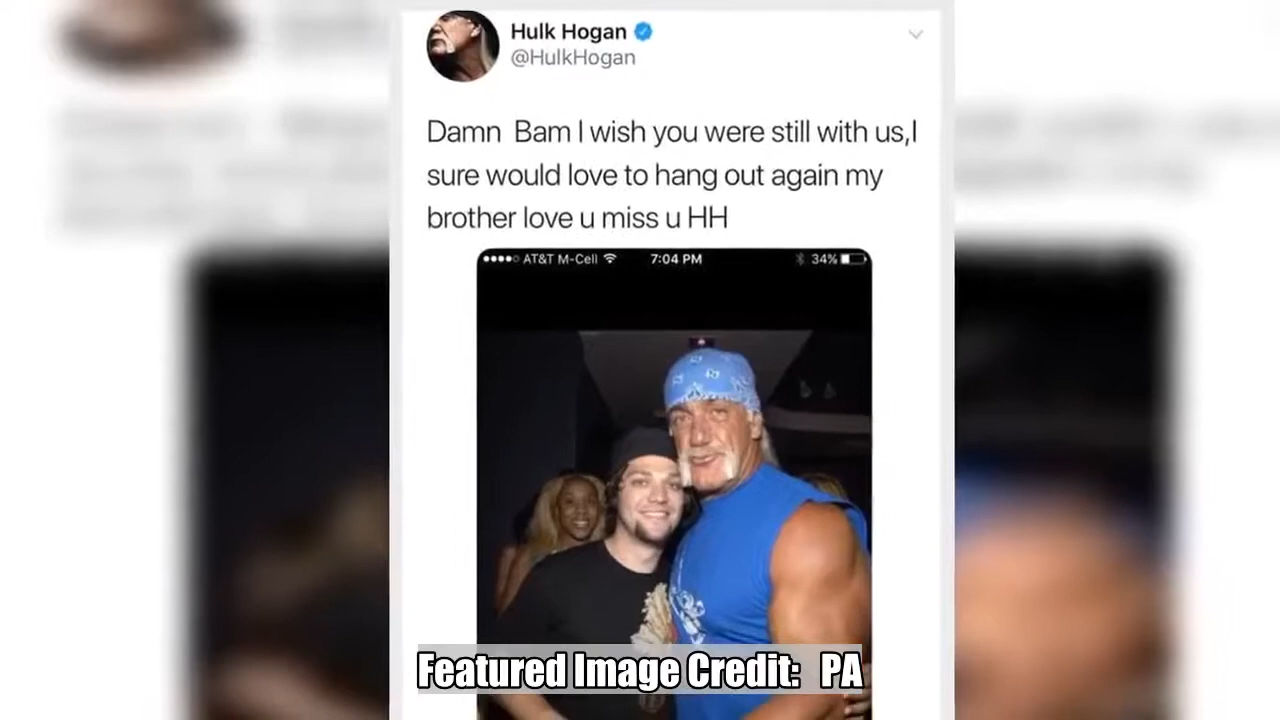 Hulk Hogan
@HulkHogan
Damn Bam I wish you were still with us,I
sure would love to hang out again my
brother love u miss u HH
AT&T M-Cell 7:04 PM 34%
Featured Image Credit: PA